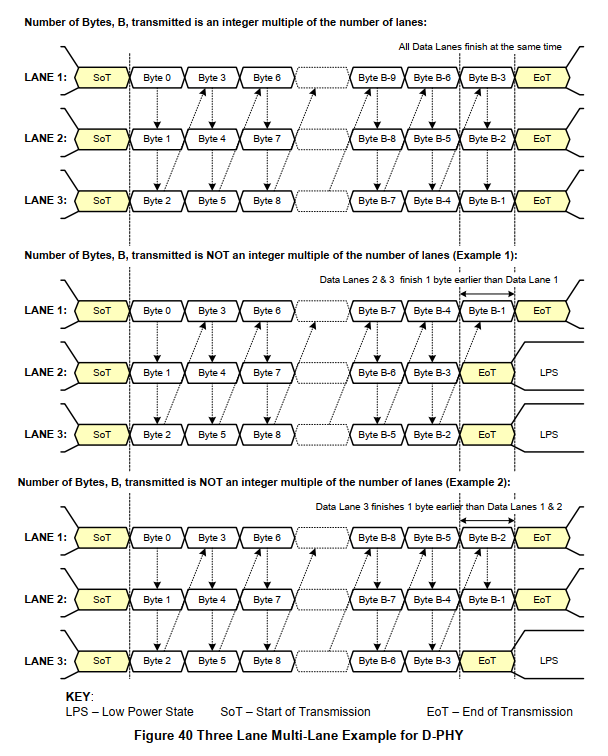 Number of Bytes, B, transmitted is an integer multiple of the number of lanes:
All Data Lanes finish at the same time
LANE 1: SoT Byte 0 Byte 3 Byte 6 Byte B-9 Byte B-6 Byte B-3 EoT
LANE 2: SoT Byte 1 Byte 4 Byte 7 Byte B-8 Byte B-5 Byte B-2 EoT
LANE 3: SoT Byte 2 Byte 5 Byte 8 Byte B-7 Byte B-4 Byte B-1 EoT
Number of Bytes, B, transmitted is NOT an integer multiple of the number of lanes (Example 1):
Data Lanes 2 & 3 finish 1 byte earlier than Data Lane 1
LANE 1: SoT Byte 0 Byte 3 Byte 6 Byte B-7 Byte B-4 Byte B-1 EoT
LANE 2: SoT Byte 1 Byte 4 Byte 7 Byte B-6 Byte B-3 EoT LPS
LANE 3: SoT Byte 2 Byte 5 Byte 8 Byte B-5 Byte B-2 EoT LPS
Number of Bytes, B, transmitted is NOT an integer multiple of the number of lanes (Example 2):
Data Lane 3 finishes 1 byte earlier than Data Lanes 1 & 2
LANE 1: SoT Byte 0 Byte 3 Byte 6 Byte B-8 Byte B-5 Byte B-2 EoT
LANE 2: SoT Byte 1 Byte 4 Byte 7 Byte B-7 Byte B-4 Byte B-1 EoT
LANE 3: SoT Byte 2 Byte 5 Byte 8 Byte B-6 Byte B-3 EoT LPS
KEY:
LPS – Low Power State SoT – Start of Transmission EoT – End of Transmission
Figure 40 Three Lane Multi-Lane Example for D-PHY